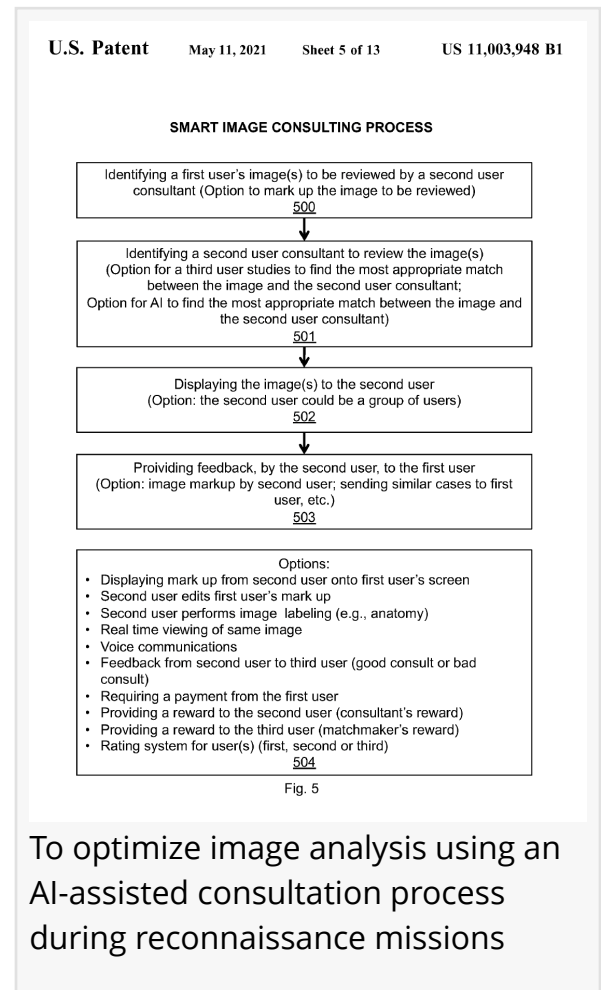 U.S. Patent May 11, 2021 Sheet 5 of 13 US 11,003,948 B1
SMART IMAGE CONSULTING PROCESS
Identifying a first user's image(s) to be reviewed by a second user
consultant (Option to mark up the image to be reviewed)
500
Identifying a second user consultant to review the image(s)
(Option for a third user studies to find the most appropriate match
between the image and the second user consultant;
Option for AI to find the most appropriate match between the image and
the second user consultant)
501
Displaying the image(s) to the second user
(Option: the second user could be a group of users)
502
Proividing feedback, by the second user, to the first user
(Option: image markup by second user; sending similar cases to first
user, etc.)
503
Options:
• Displaying mark up from second user onto first user's screen
• Second user edits first user's mark up
• Second user performs image labeling (e.g., anatomy)
• Real time viewing of same image
• Voice communications
• Feedback from second user to third user (good consult or bad
consult)
• Requiring a payment from the first user
• Providing a reward to the second user (consultant's reward)
• Providing a reward to the third user (matchmaker's reward)
• Rating system for user(s) (first, second or third)
504
Fig. 5
To optimize image analysis using an
AI-assisted consultation process
during reconnaissance missions